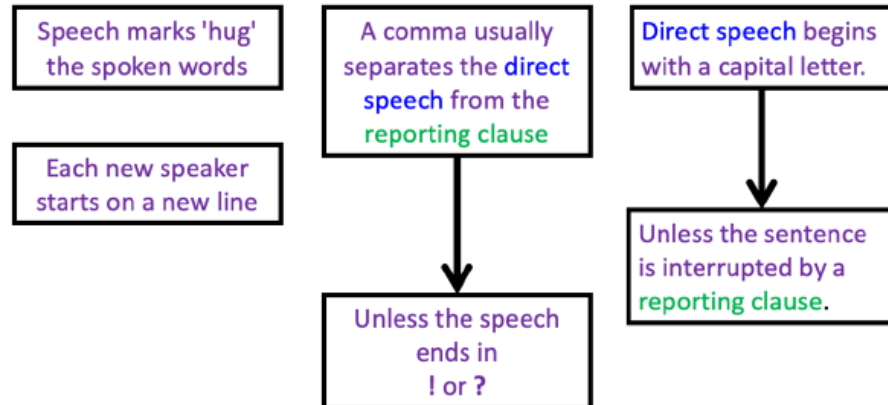 Speech marks 'hug'
the spoken words
Each new speaker
starts on a new line
A comma usually
separates the direct
speech from the
reporting clause
Unless the speech
ends in
! or ?
Direct speech begins
with a capital letter.
Unless the sentence
is interrupted by a
reporting clause.